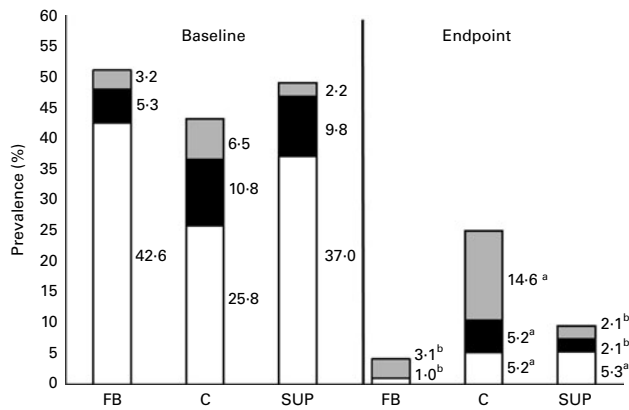 60
55
50
45
40
35
30
25
20
15
10
5
0
Prevalence (%)
Baseline
Endpoint
3·2
5·3
42·6
6·5
10·8
25·8
2·2
9·8
37·0
3·1b
1·0b
14·6 a
5·2a
5·2a
2·1b
2·1b
5·3a
FB
C
SUP
FB
C
SUP